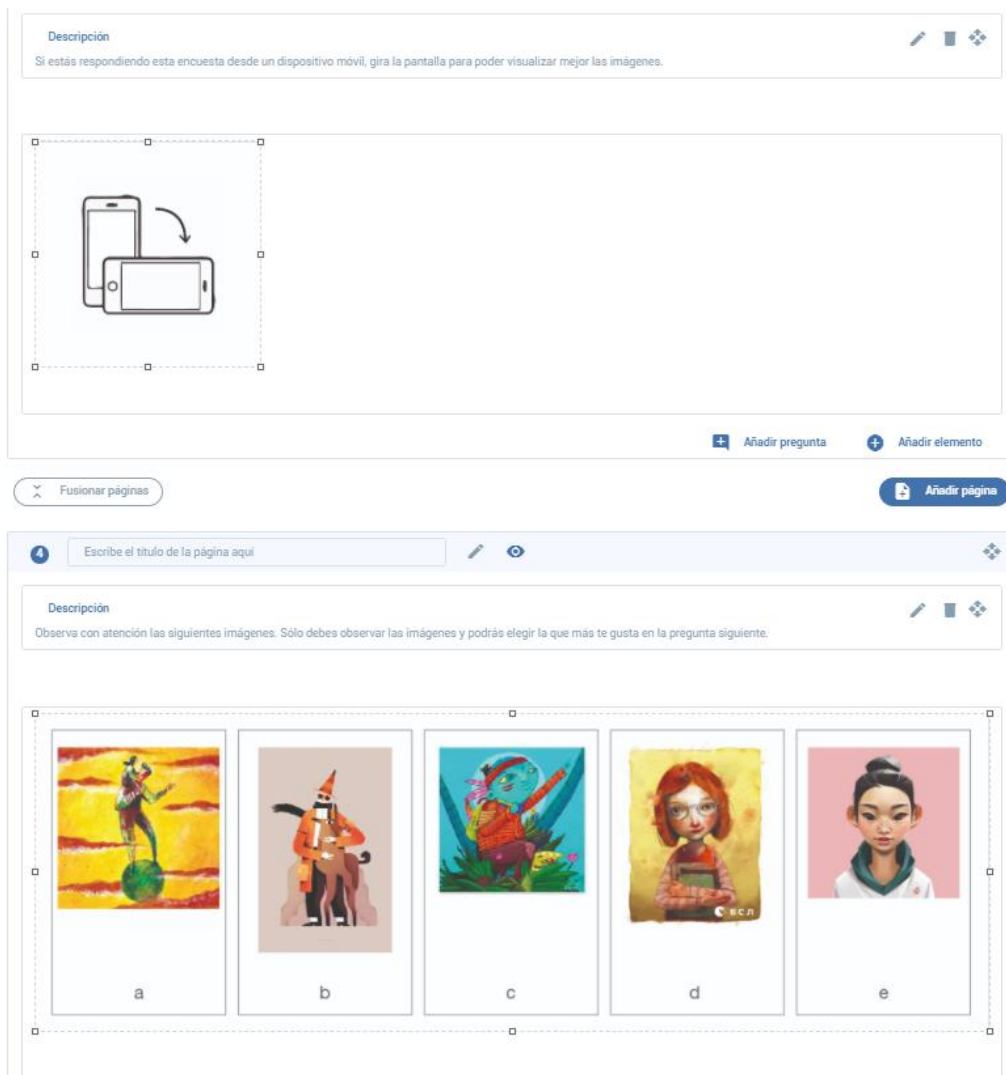 Descripción
Si estás respondiendo esta encuesta desde un dispositivo móvil, gira la pantalla para poder visualizar mejor las imágenes.
Añadir pregunta
Añadir elemento
Fusionar páginas
Añadir página
4
Escribe el título de la página aquí
Descripción
Observa con atención las siguientes imágenes. Sólo debes observar las imágenes y podrás elegir la que más te gusta en la pregunta siguiente.
ВСЛ
a
b
c
d
e